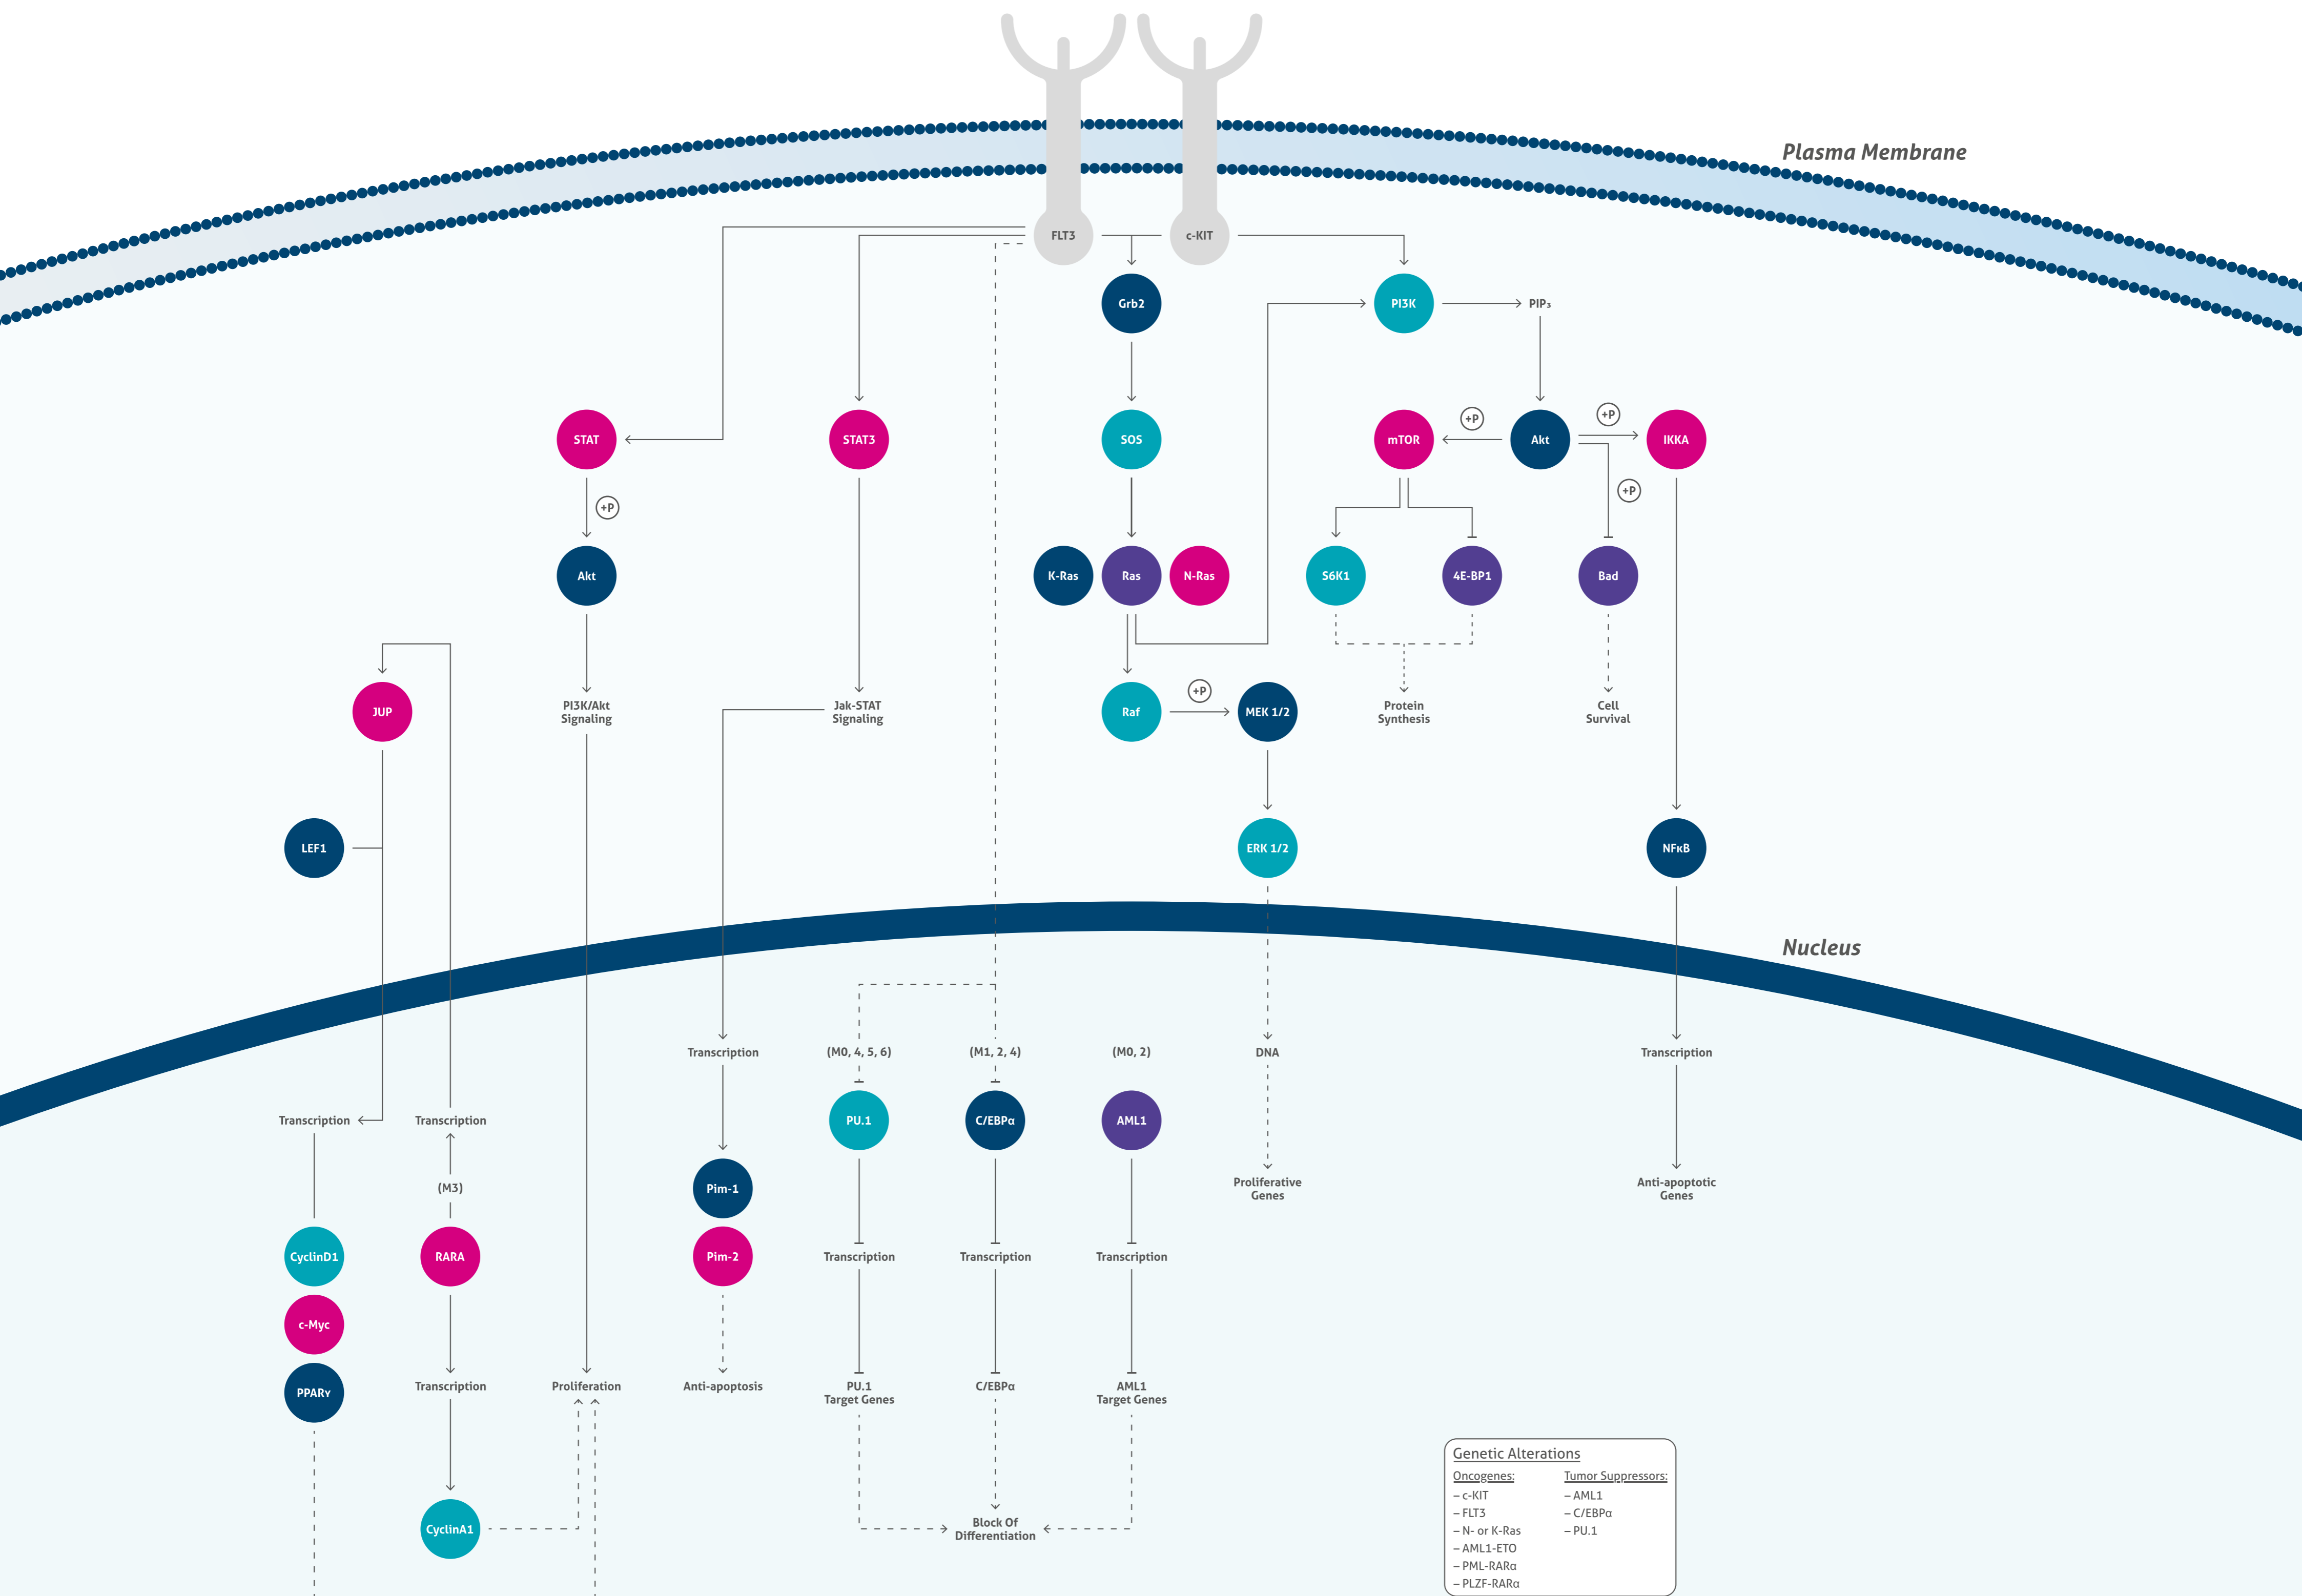 Plasma Membrane
FLT3
c-KIT
Grb2
PI3K
PIP₃
STAT
STAT3
SOS
mTOR
+P
Akt
+P
IKKA
+P
+P
Akt
K-Ras
Ras
N-Ras
S6K1
4E-BP1
Bad
JUP
PI3K/Akt
Signaling
Jak-STAT
Signaling
Raf
+P
MEK 1/2
Protein
Synthesis
Cell
Survival
LEF1
ERK 1/2
NFκB
Nucleus
Transcription
(M0, 4, 5, 6)
(M1, 2, 4)
(M0, 2)
DNA
Transcription
Transcription
Transcription
PU.1
C/EBPα
AML1
(M3)
Pim-1
Proliferative
Genes
Anti-apoptotic
Genes
CyclinD1
RARA
Pim-2
Transcription
Transcription
Transcription
c-Myc
PPARγ
Transcription
Proliferation
Anti-apoptosis
PU.1
Target Genes
C/EBPα
AML1
Target Genes
CyclinA1
Block Of
Differentiation
Genetic Alterations
Oncogenes:
– c-KIT
– FLT3
– N- or K-Ras
– AML1-ETO
– PML-RARα
– PLZF-RARα
Tumor Suppressors:
– AML1
– C/EBPα
– PU.1